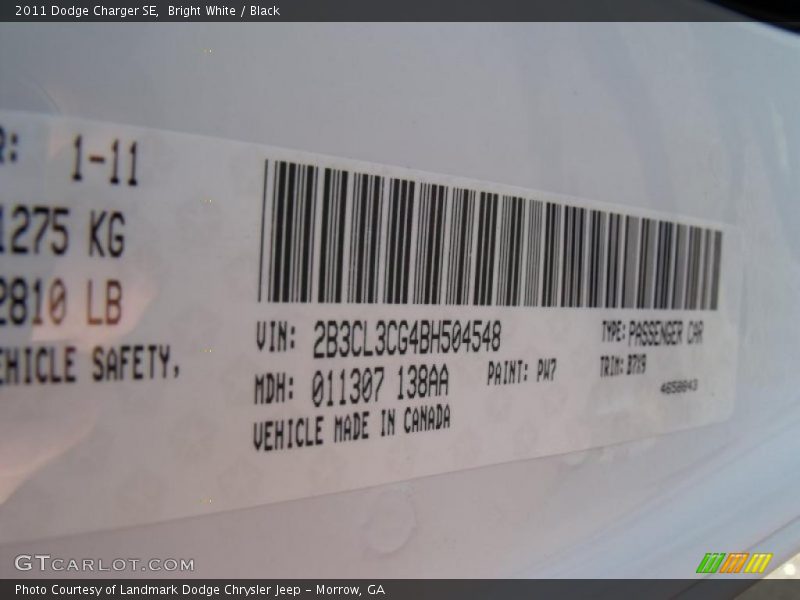 2011 Dodge Charger SE,  Bright White / Black
R: 1-11
1275 KG
2810 LB
EHICLE SAFETY,
VIN: 2B3CL3CG4BH504548
TYPE: PASSENGER CAR
MDH: 011307 138AA
PAINT: PW7
TRIM: B7X9
VEHICLE MADE IN CANADA
4658043
GTCARLOT.COM
Photo Courtesy of Landmark Dodge Chrysler Jeep – Morrow, GA